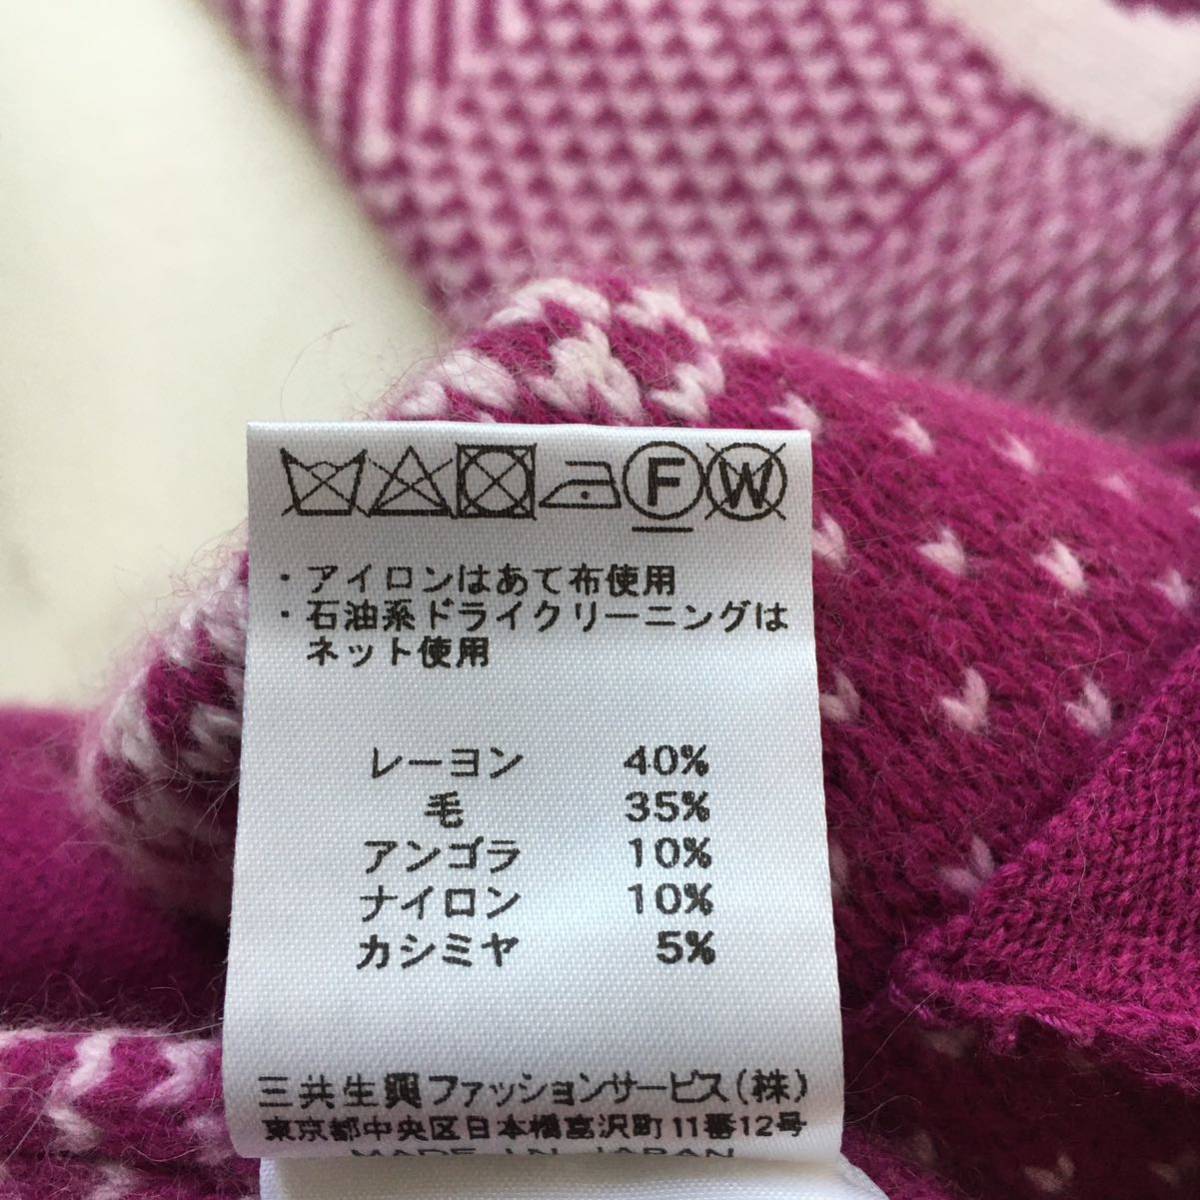 F W
・アイロンはあて布使用
・石油系ドライクリーニングは
ネット使用
レーヨン 40%
毛 35%
アンゴラ 10%
ナイロン 10%
カシミヤ 5%
三共生興ファッションサービス(株)
東京都中央区日本橋富沢町11番12号
MADE IN JAPAN